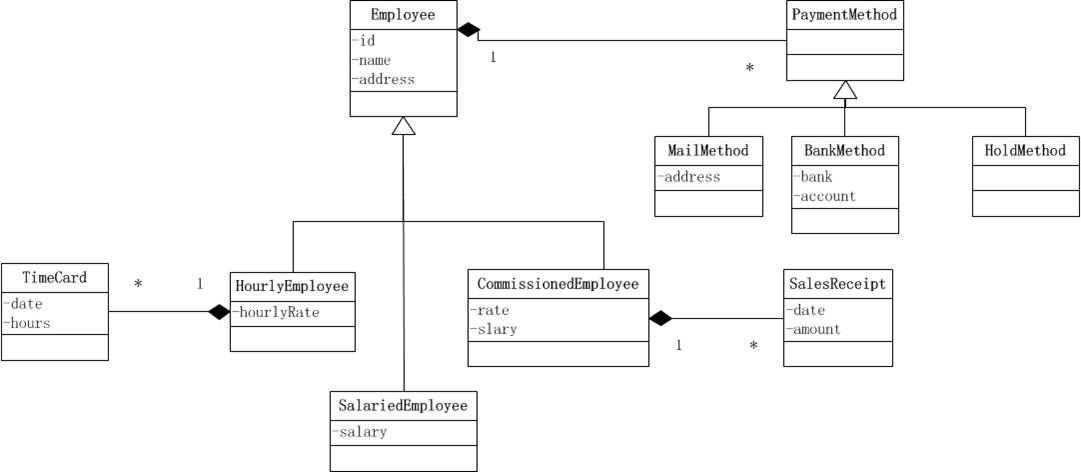 Employee
-id
-name
-address
1
*
PaymentMethod
MailMethod
-address
BankMethod
-bank
-account
HoldMethod
TimeCard
-date
-hours
*
1
HourlyEmployee
-hourlyRate
CommissionedEmployee
-rate
-slary
1
*
SalesReceipt
-date
-amount
SalariedEmployee
-salary